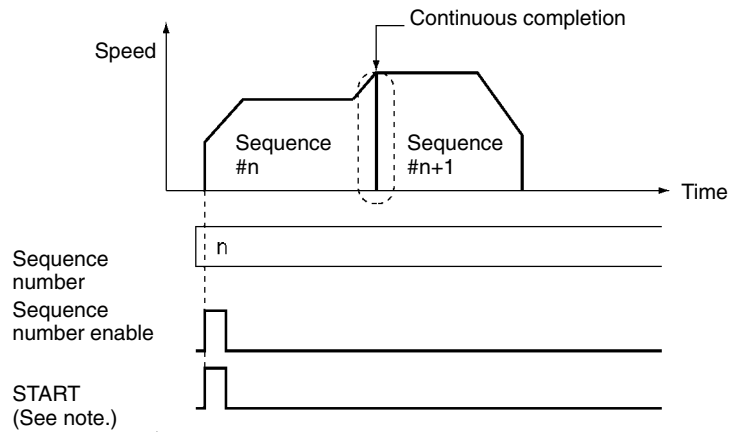 Continuous completion
Speed
Sequence
#n
Sequence
#n+1
Time
n
Sequence
number
Sequence
number enable
START
(See note.)